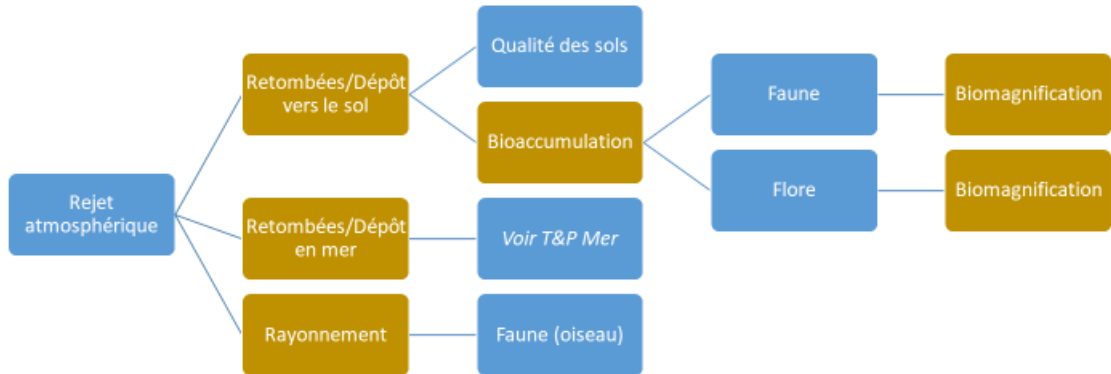 Rejet
atmosphérique
Retombées/Dépôt
vers le sol
Qualité des sols
Bioaccumulation
Faune
Biomagnification
Flore
Biomagnification
Retombées/Dépôt
en mer
Voir T&P Mer
Rayonnement
Faune (oiseau)